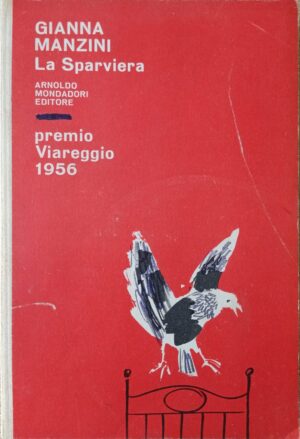 GIANNA
MANZINI
La Sparviera
ARNOLDO
MONDADORI
EDITORE
premio
Viareggio
1956